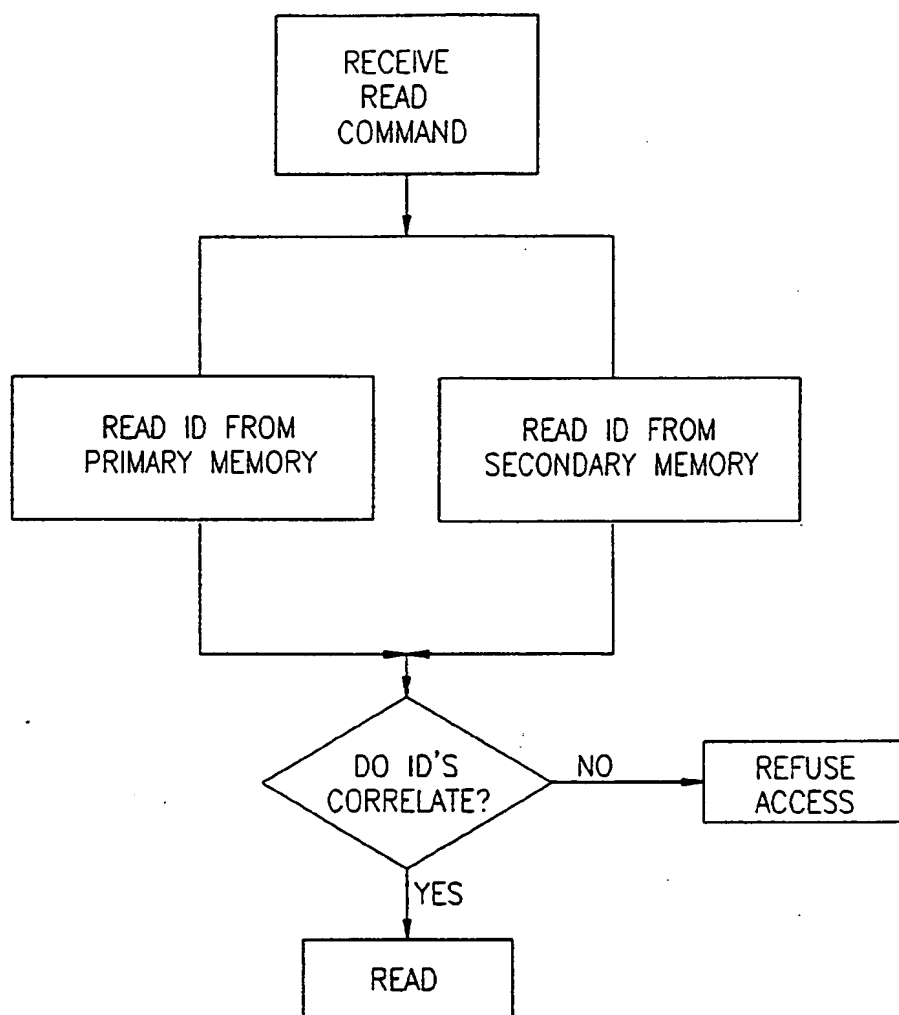 RECEIVE
READ
COMMAND
READ ID FROM
PRIMARY MEMORY
READ ID FROM
SECONDARY MEMORY
DO ID'S
CORRELATE?
NO
REFUSE
ACCESS
YES
READ